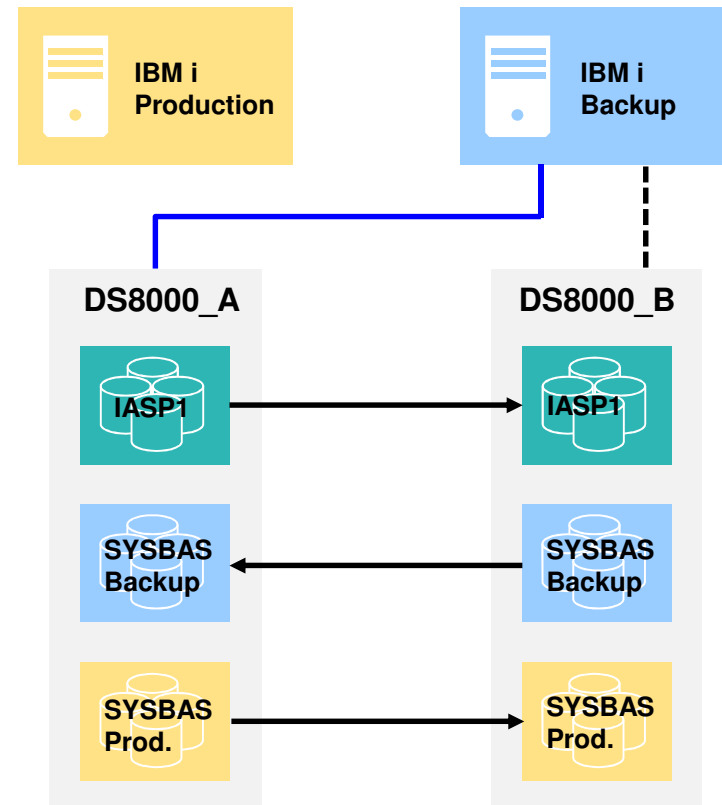 IBM i
Production
IBM i
Backup
DS8000_A
DS8000_B
IASP1
IASP1
SYSBAS
Backup
SYSBAS
Backup
SYSBAS
Prod.
SYSBAS
Prod.